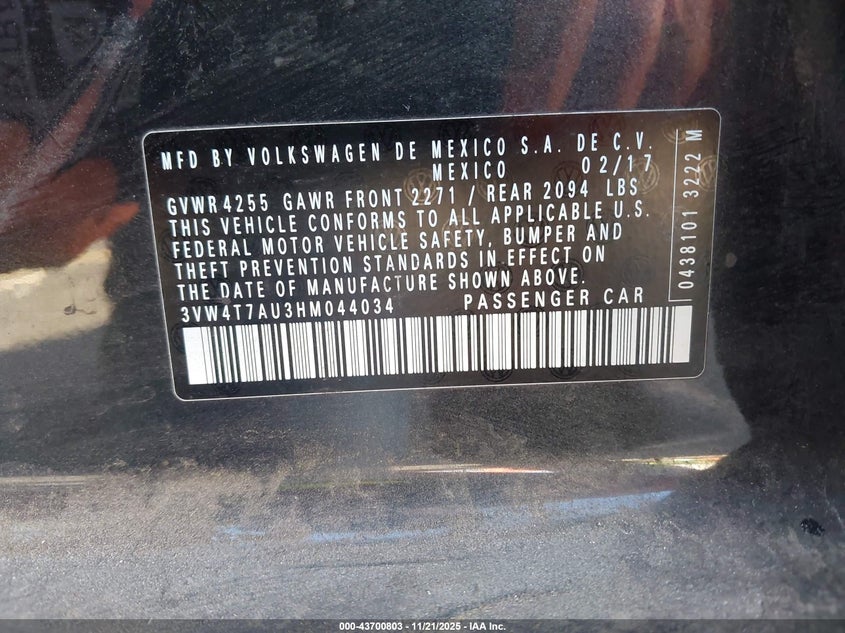 MFD BY VOLKSWAGEN DE MEXICO S.A. DE C.V.
MEXICO 02/17
GVWR 4255 GAWR FRONT 2271 / REAR 2094 LBS
THIS VEHICLE CONFORMS TO ALL APPLICABLE U.S.
FEDERAL MOTOR VEHICLE SAFETY, BUMPER AND
THEFT PREVENTION STANDARDS IN EFFECT ON
THE DATE OF MANUFACTURE SHOWN ABOVE.
3VW4T7AU3HM044034 PASSENGER CAR
0438101 3222 M
000-43700803 | 11/21/2025 - IAA Inc.